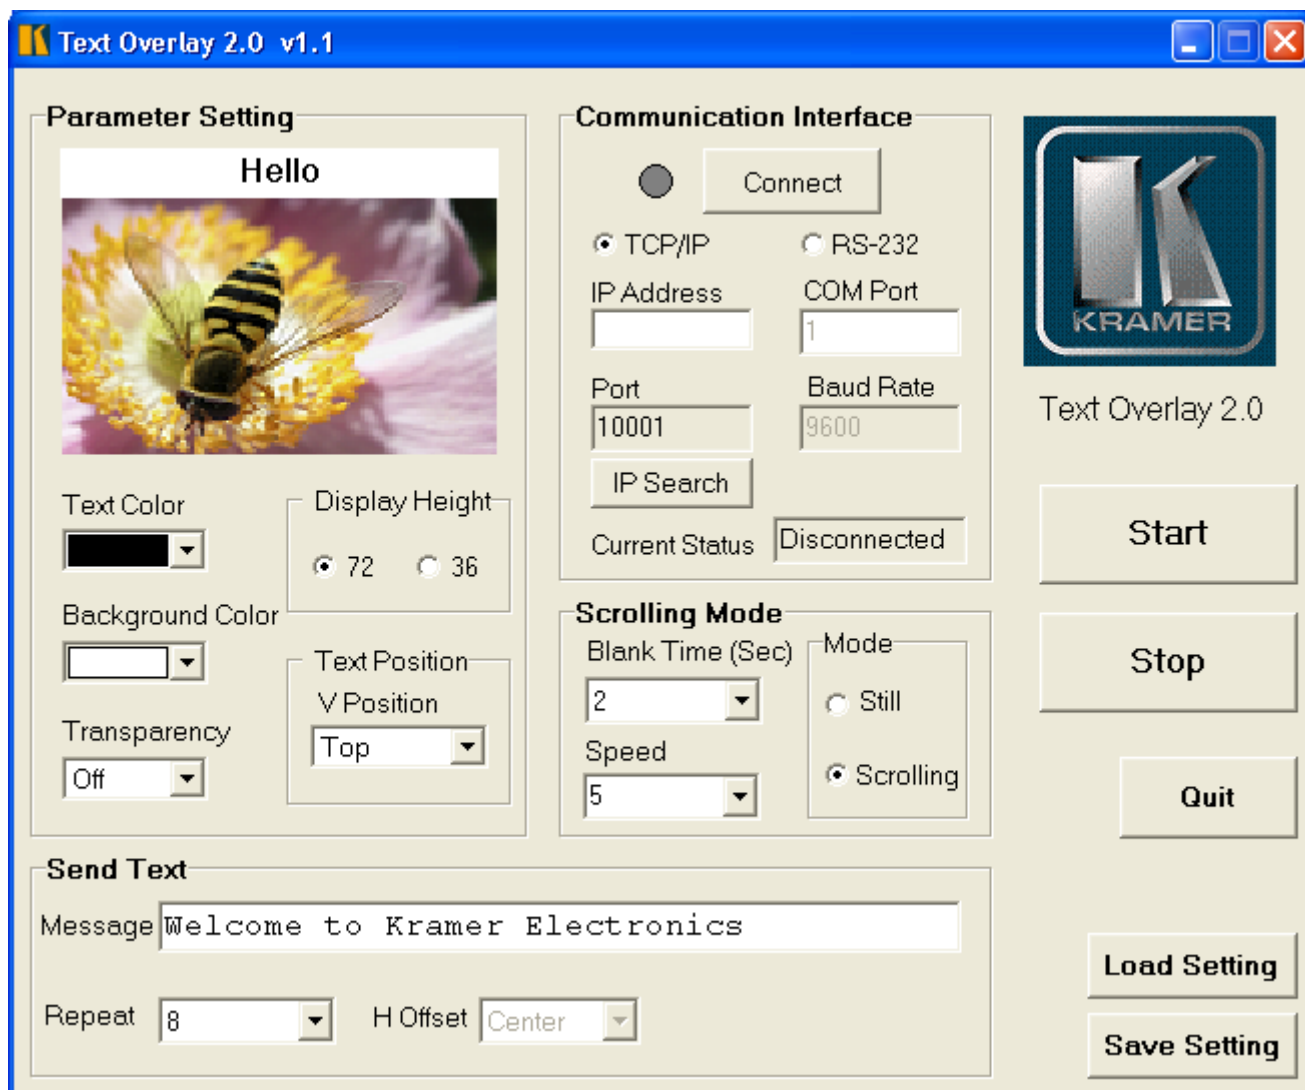 Text Overlay 2.0 v1.1
Parameter Setting
Hello
Text Color
Display Height
72 36
Background Color
Text Position
V Position
Top
Transparency
Off
Communication Interface
Connect
TCP/IP RS-232
IP Address COM Port
1
Port Baud Rate
10001 9600
IP Search
Current Status Disconnected
Scrolling Mode
Blank Time (Sec) Mode
2 Still
Speed
5 Scrolling
KRAMER
Text Overlay 2.0
Start
Stop
Quit
Send Text
Message Welcome to Kramer Electronics
Repeat 8 H Offset Center
Load Setting
Save Setting